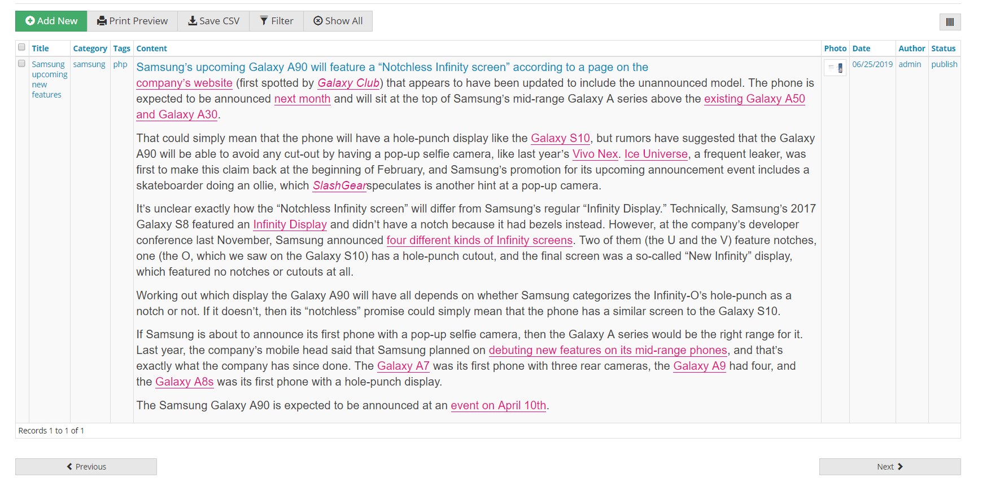 Add New Print Preview Save CSV Filter Show All
Title Category Tags Content Photo Date Author Status
Samsung upcoming new features samsung php
Samsung’s upcoming Galaxy A90 will feature a “Notchless Infinity screen” according to a page on the
company’s website (first spotted by Galaxy Club) that appears to have been updated to include the unannounced model. The phone is
expected to be announced next month and will sit at the top of Samsung’s mid-range Galaxy A series above the existing Galaxy A50
and Galaxy A30.
That could simply mean that the phone will have a hole-punch display like the Galaxy S10, but rumors have suggested that the Galaxy
A90 will be able to avoid any cut-out by having a pop-up selfie camera, like last year’s Vivo Nex. Ice Universe, a frequent leaker, was
first to make this claim back at the beginning of February, and Samsung’s promotion for its upcoming announcement event includes a
skateboarder doing an ollie, which SlashGearspeculates is another hint at a pop-up camera.
It’s unclear exactly how the “Notchless Infinity screen” will differ from Samsung’s regular “Infinity Display.” Technically, Samsung’s 2017
Galaxy S8 featured an Infinity Display and didn’t have a notch because it had bezels instead. However, at the company’s developer
conference last November, Samsung announced four different kinds of Infinity screens. Two of them (the U and the V) feature notches,
one (the O, which we saw on the Galaxy S10) has a hole-punch cutout, and the final screen was a so-called “New Infinity” display,
which featured no notches or cutouts at all.
Working out which display the Galaxy A90 will have all depends on whether Samsung categorizes the Infinity-O’s hole-punch as a
notch or not. If it doesn’t, then its “notchless” promise could simply mean that the phone has a similar screen to the Galaxy S10.
If Samsung is about to announce its first phone with a pop-up selfie camera, then the Galaxy A series would be the right range for it.
Last year, the company’s mobile head said that Samsung planned on debuting new features on its mid-range phones, and that’s
exactly what the company has since done. The Galaxy A7 was its first phone with three rear cameras, the Galaxy A9 had four, and
the Galaxy A8s was its first phone with a hole-punch display.
The Samsung Galaxy A90 is expected to be announced at an event on April 10th.
06/25/2019 admin publish
Records 1 to 1 of 1
Previous Next